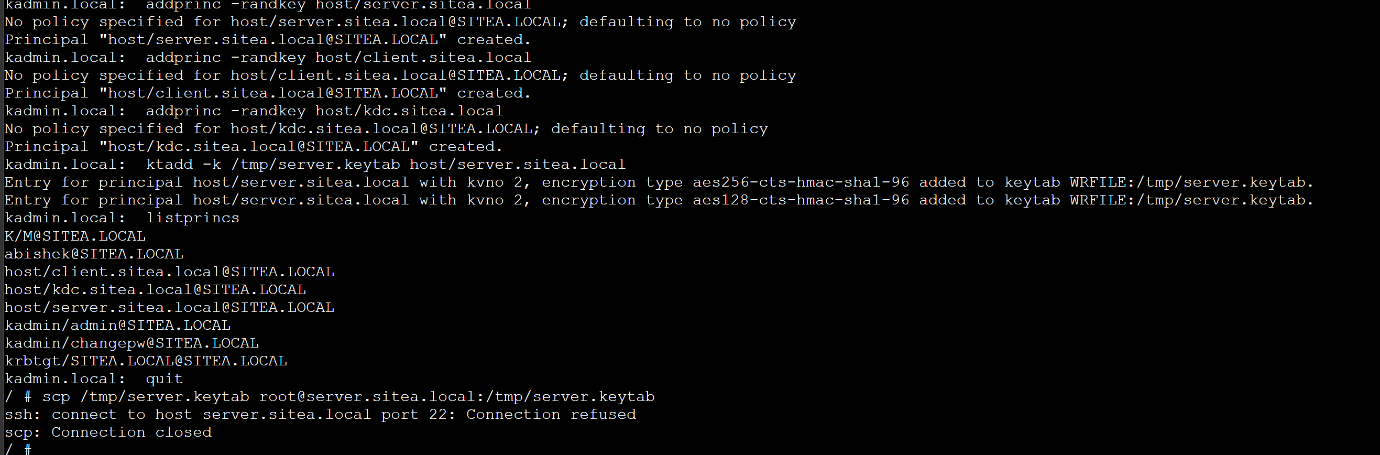 kadmin.local:  addprinc -randkey host/server.sitea.local
No policy specified for host/server.sitea.local@SITEA.LOCAL; defaulting to no policy
Principal "host/server.sitea.local@SITEA.LOCAL" created.
kadmin.local:  addprinc -randkey host/client.sitea.local
No policy specified for host/client.sitea.local@SITEA.LOCAL; defaulting to no policy
Principal "host/client.sitea.local@SITEA.LOCAL" created.
kadmin.local:  addprinc -randkey host/kdc.sitea.local
No policy specified for host/kdc.sitea.local@SITEA.LOCAL; defaulting to no policy
Principal "host/kdc.sitea.local@SITEA.LOCAL" created.
kadmin.local:  ktadd -k /tmp/server.keytab host/server.sitea.local
Entry for principal host/server.sitea.local with kvno 2, encryption type aes256-cts-hmac-sha1-96 added to keytab WRFILE:/tmp/server.keytab.
Entry for principal host/server.sitea.local with kvno 2, encryption type aes128-cts-hmac-sha1-96 added to keytab WRFILE:/tmp/server.keytab.
kadmin.local:  listprincs
K/M@SITEA.LOCAL
abishek@SITEA.LOCAL
host/client.sitea.local@SITEA.LOCAL
host/kdc.sitea.local@SITEA.LOCAL
host/server.sitea.local@SITEA.LOCAL
kadmin/admin@SITEA.LOCAL
kadmin/changepw@SITEA.LOCAL
krbtgt/SITEA.LOCAL@SITEA.LOCAL
kadmin.local:  quit
/ # scp /tmp/server.keytab root@server.sitea.local:/tmp/server.keytab
ssh: connect to host server.sitea.local port 22: Connection refused
scp: Connection closed
/ #